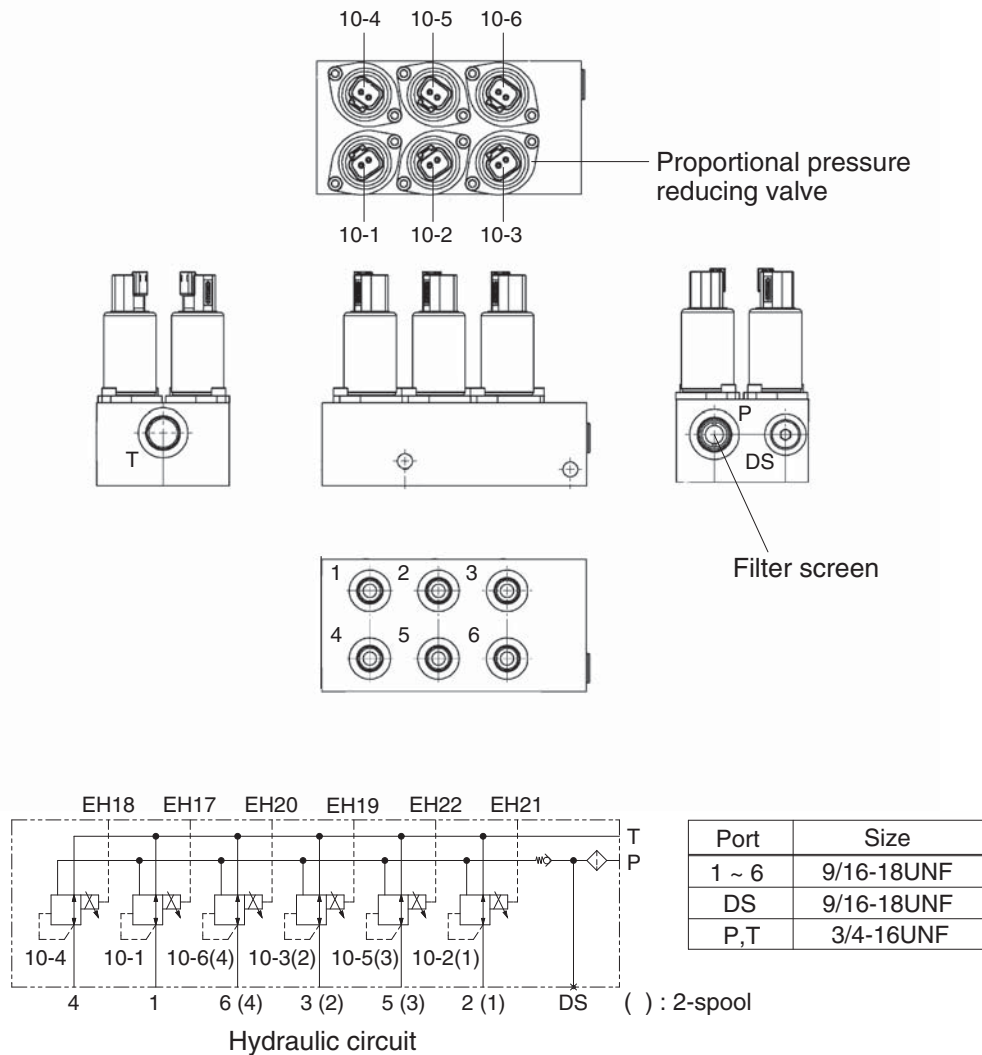 10-4 10-5 10-6
Proportional pressure
reducing valve
10-1 10-2 10-3
T
P
DS
Filter screen
1 2 3
4 5 6
EH18 EH17 EH20 EH19 EH22 EH21
T
P
10-4 10-1 10-6(4) 10-3(2) 10-5(3) 10-2(1)
4 1 6 (4) 3 (2) 5 (3) 2 (1) DS ( ) : 2-spool
Hydraulic circuit
Port Size
1 ~ 6 9/16-18UNF
DS 9/16-18UNF
P,T 3/4-16UNF